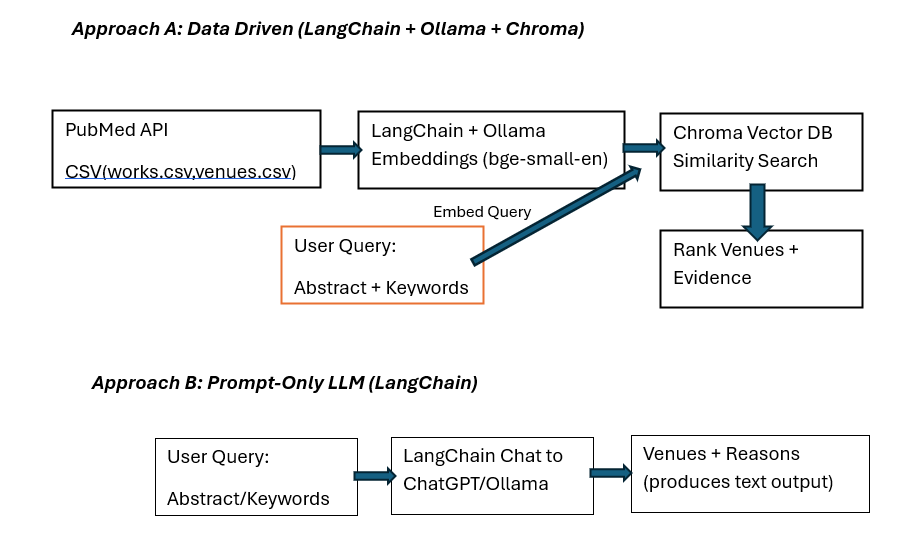 Approach A: Data Driven (LangChain + Ollama + Chroma)
PubMed API
CSV(works.csv,venues.csv)
LangChain + Ollama
Embeddings (bge-small-en)
Chroma Vector DB
Similarity Search
Embed Query
User Query:
Abstract + Keywords
Rank Venues +
Evidence
Approach B: Prompt-Only LLM (LangChain)
User Query:
Abstract/Keywords
LangChain Chat to
ChatGPT/Ollama
Venues + Reasons
(produces text output)